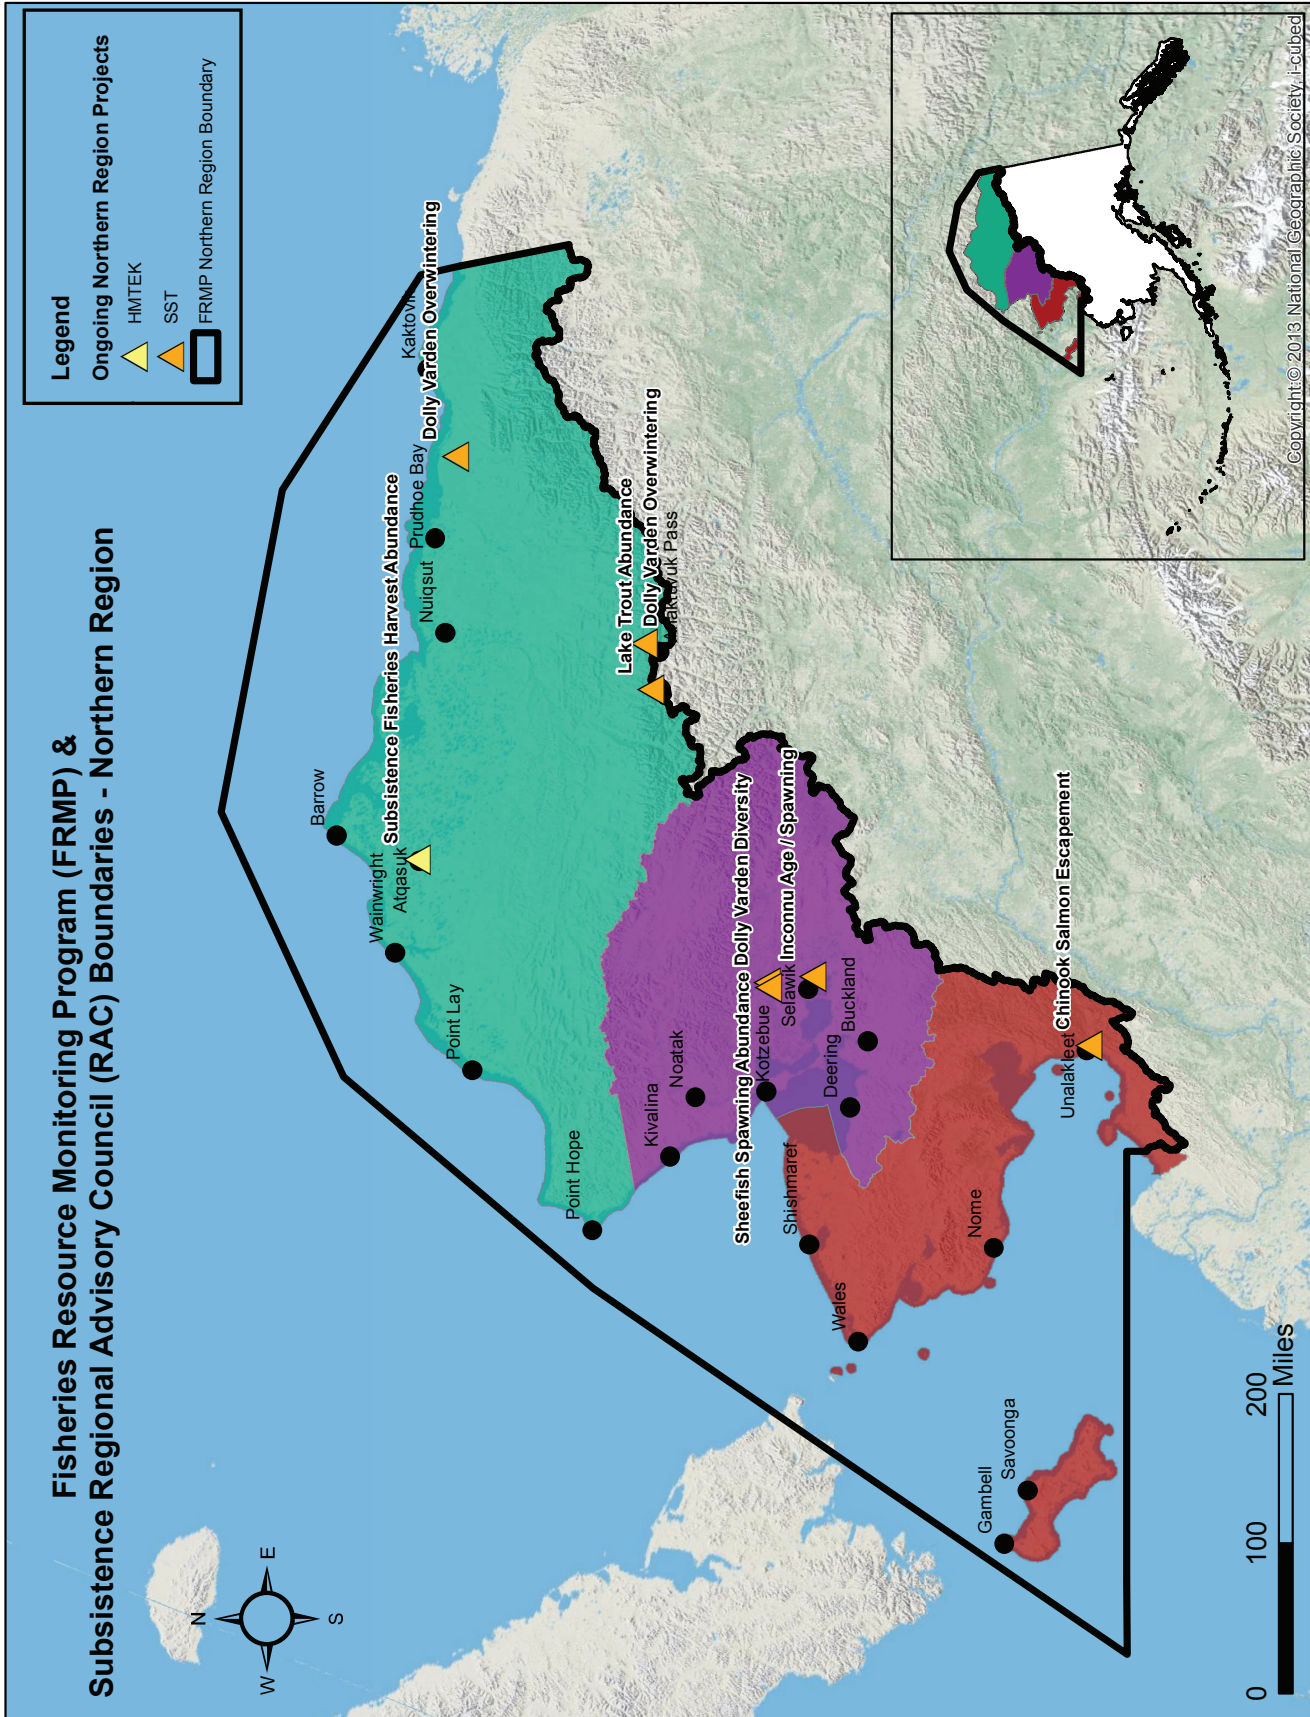 Fisheries Resource Monitoring Program (FRMP) &
Subsistence Regional Advisory Council (RAC) Boundaries - Northern Region
Legend
Ongoing Northern Region Projects
HMTEK
SST
FRMP Northern Region Boundary
N
W
E
S
Barrow
Wainwright
Atqasuk
Subsistence Fisheries Harvest Abundance
Nuiqsut
Prudhoe Bay
Kaktovik
Dolly Varden Overwintering
Point Lay
Point Hope
Lake Trout Abundance
Dolly Varden Overwintering
Anaktuvuk Pass
Kivalina
Noatak
Sheefish Spawning Abundance
Dolly Varden Diversity
Kotzebue
Selawik
Inconnu Age / Spawning
Shishmaref
Deering
Buckland
Wales
Nome
Unalakleet
Chinook Salmon Escapement
Gambell
Savoonga
0
100
200
Miles
Copyright:© 2013 National Geographic Society, i-cubed